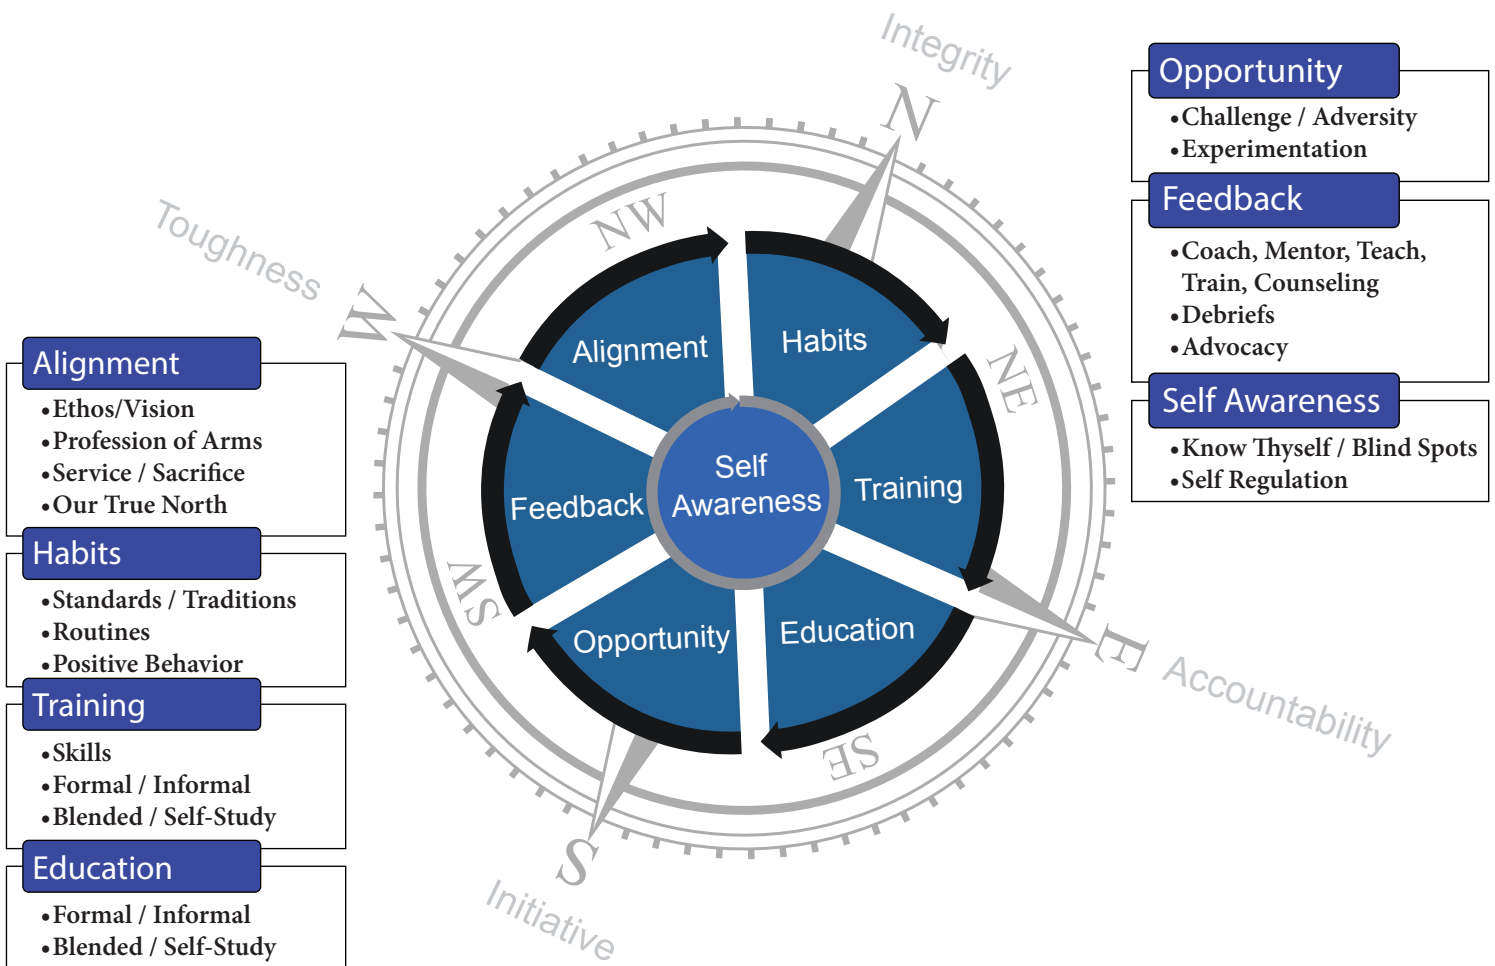 Integrity
N
Toughness
W
NW
NE
E
Accountability
SE
S
Initiative
SW
Alignment
Habits
Training
Education
Opportunity
Feedback
Self
Awareness
Alignment
•Ethos/Vision
•Profession of Arms
•Service / Sacrifice
•Our True North
Habits
•Standards / Traditions
•Routines
•Positive Behavior
Training
•Skills
•Formal / Informal
•Blended / Self-Study
Education
•Formal / Informal
•Blended / Self-Study
Opportunity
•Challenge / Adversity
•Experimentation
Feedback
•Coach, Mentor, Teach,
Train, Counseling
•Debriefs
•Advocacy
Self Awareness
•Know Thyself / Blind Spots
•Self Regulation